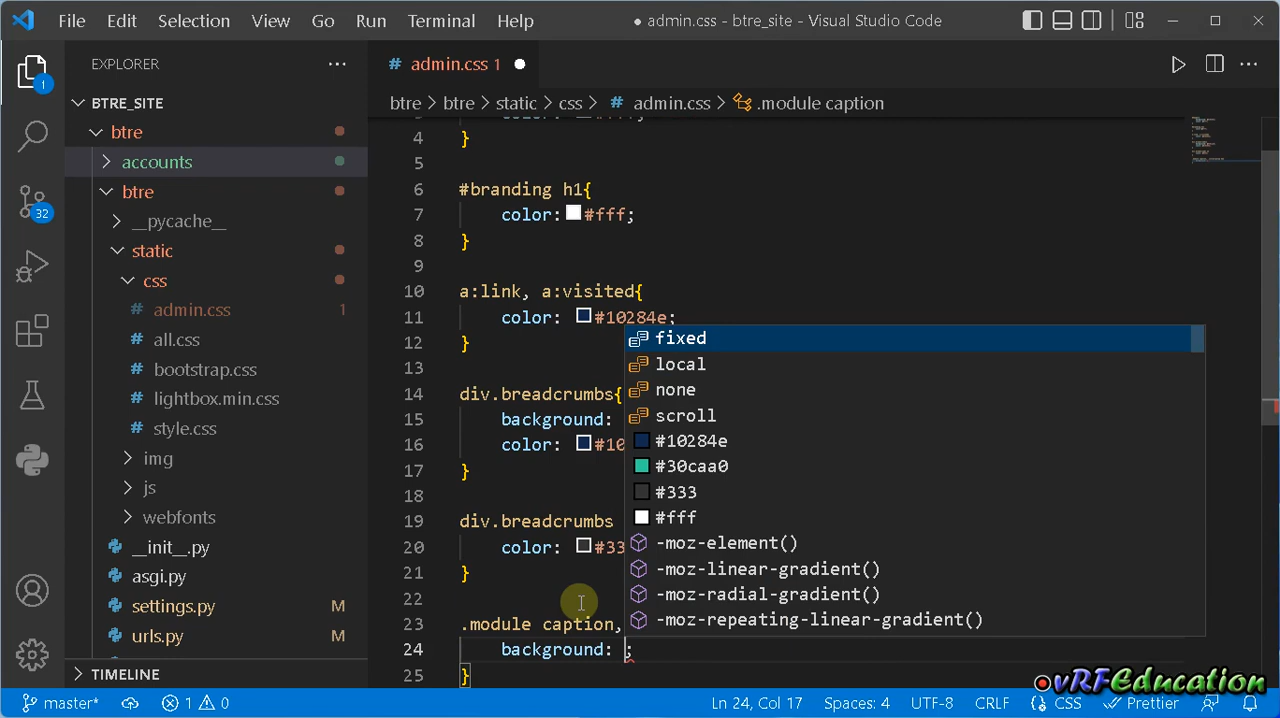 File Edit Selection View Go Run Terminal Help ● admin.css - btre_site - Visual Studio Code
EXPLORER
BTRE_SITE
btre
accounts
btre
__pycache__
static
css
# admin.css 1
# all.css
# bootstrap.css
# lightbox.min.css
# style.css
img
js
webfonts
__init__.py
asgi.py
settings.py M
urls.py M
TIMELINE
1
32
# admin.css 1
btre > btre > static > css > # admin.css > .module caption
4 }
5
6 #branding h1{
7 color: #fff;
8 }
9
10 a:link, a:visited{
11 color: #10284e;
12 }
13
14 div.breadcrumbs{
15 background:
16 color: #10
17 }
18
19 div.breadcrumbs
20 color: #33
21 }
22
23 .module caption,
24 background: ;
25 }
fixed
local
none
scroll
#10284e
#30caa0
#333
#fff
-moz-element()
-moz-linear-gradient()
-moz-radial-gradient()
-moz-repeating-linear-gradient()
vRFEducation
master* 1 0 Ln 24, Col 17 Spaces: 4 UTF-8 CRLF CSS Prettier